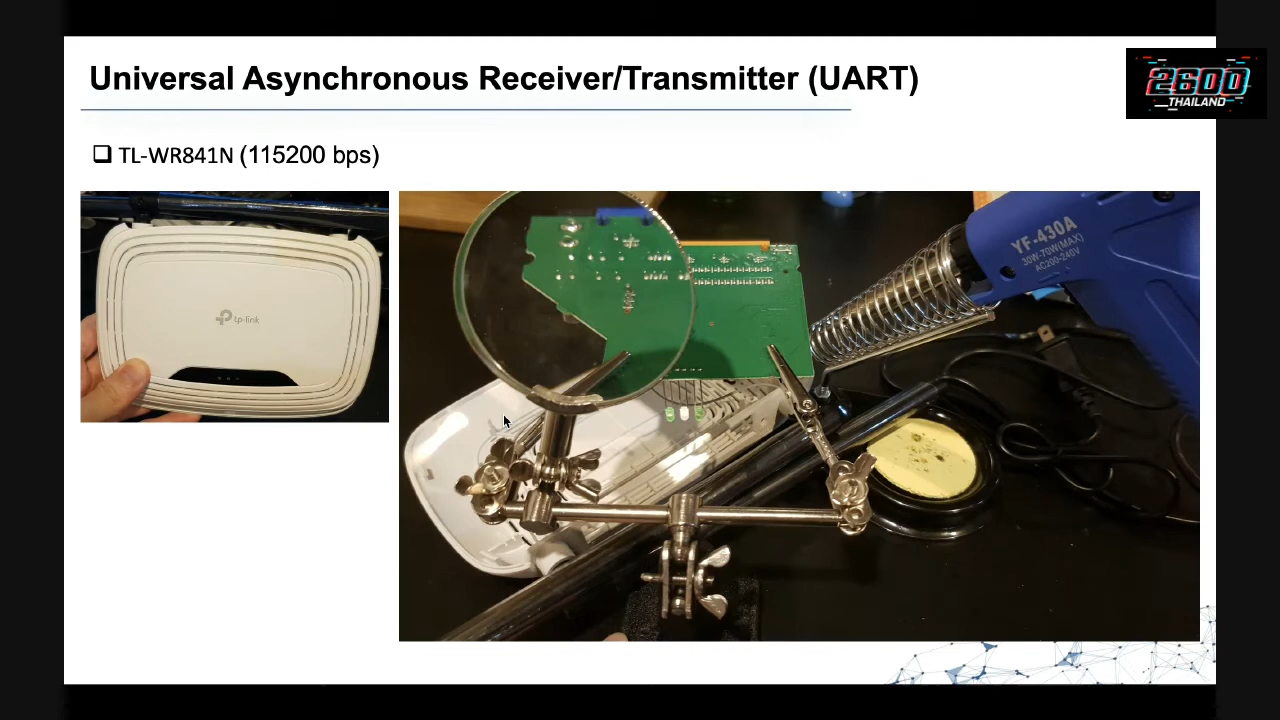 Universal Asynchronous Receiver/Transmitter (UART)
2600
THAILAND
TL-WR841N (115200 bps)
tp-link
YF-430A
30W-70W(MAX)
AC200-240V